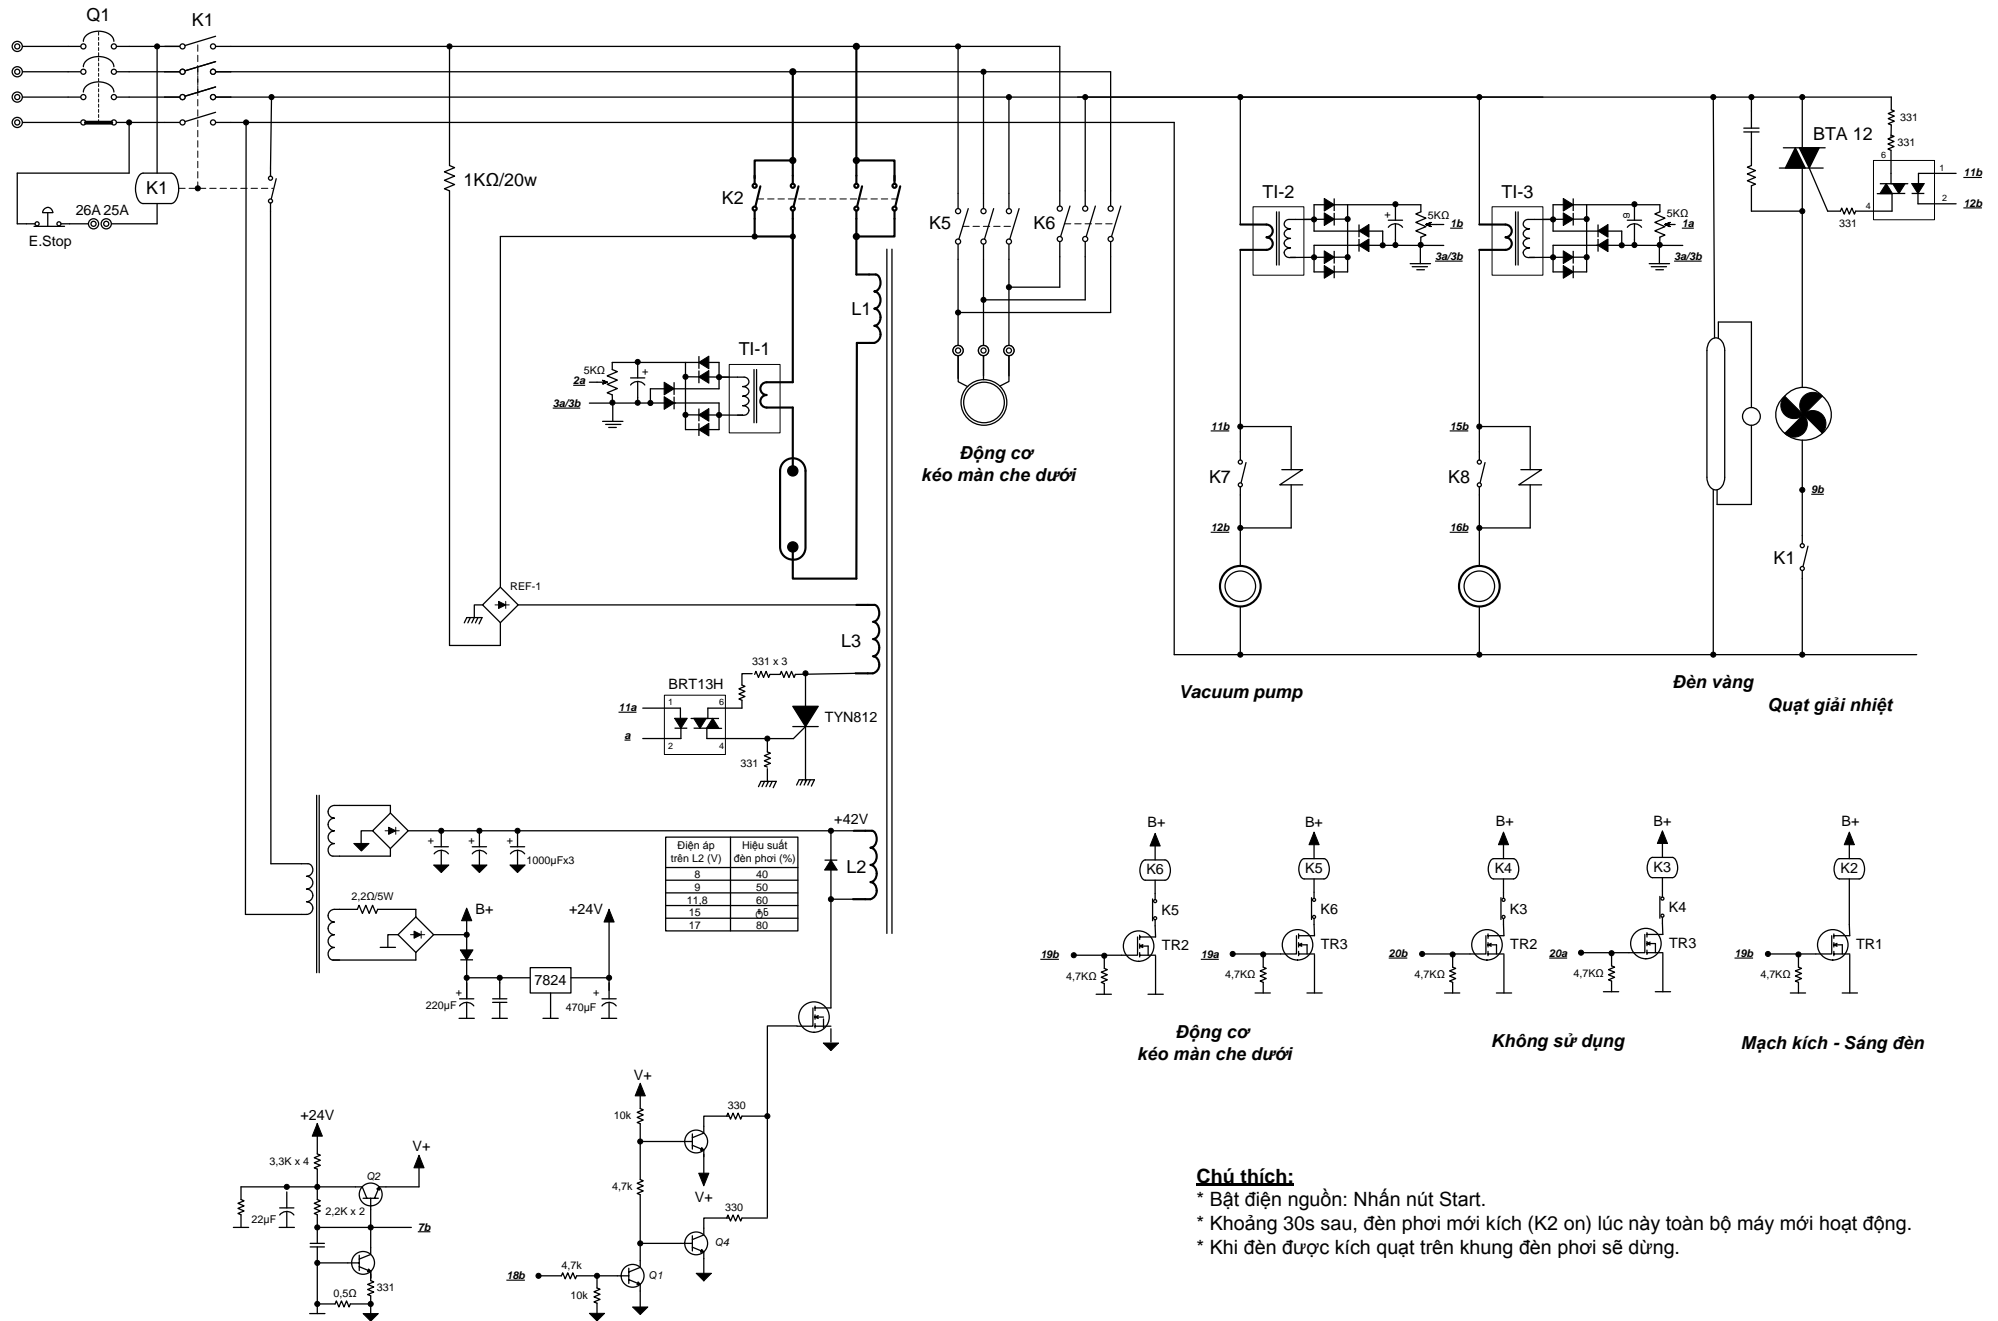 Q1
K1
K1
26A 25A
E.Stop
1KΩ/20w
K2
L1
TI-1
5KΩ
2a
3a/3b
+
K5
K6
Động cơ
kéo màn che dưới
TI-2
+
5KΩ
1b
3a/3b
TI-3
5KΩ
1a
3a/3b
331
331
BTA 12
6
1
11b
2
12b
4
331
11b
K7
12b
15b
K8
16b
9b
K1
Vacuum pump
Đèn vàng
Quạt giải nhiệt
REF-1
L3
331 x 3
BRT13H
11a
1
6
a
2
4
TYN812
331
+42V
L2
+
+
+
1000µFx3
Điện áp
trên L2 (V)
Hiệu suất
đèn phơi (%)
8
40
9
50
11,8
60
15
17
80
2,2Ω/5W
B+
+24V
7824
+
220µF
+
470µF
B+
K6
K5
TR2
19b
4,7KΩ
B+
K5
K6
TR3
19a
4,7KΩ
B+
K4
K3
TR2
20b
4,7KΩ
B+
K3
K4
TR3
20a
4,7KΩ
B+
K2
TR1
19b
4,7KΩ
Động cơ
kéo màn che dưới
Không sử dụng
Mạch kích - Sáng đèn
+24V
3,3K x 4
Q2
V+
22µF
2,2K x 2
7b
331
0,5Ω
V+
10k
330
V+
4,7k
330
Q4
18b
4,7k
Q1
10k
Chú thích:
* Bật điện nguồn: Nhấn nút Start.
* Khoảng 30s sau, đèn phơi mới kích (K2 on) lúc này toàn bộ máy mới hoạt động.
* Khi đèn được kích quạt trên khung đèn phơi sẽ dừng.